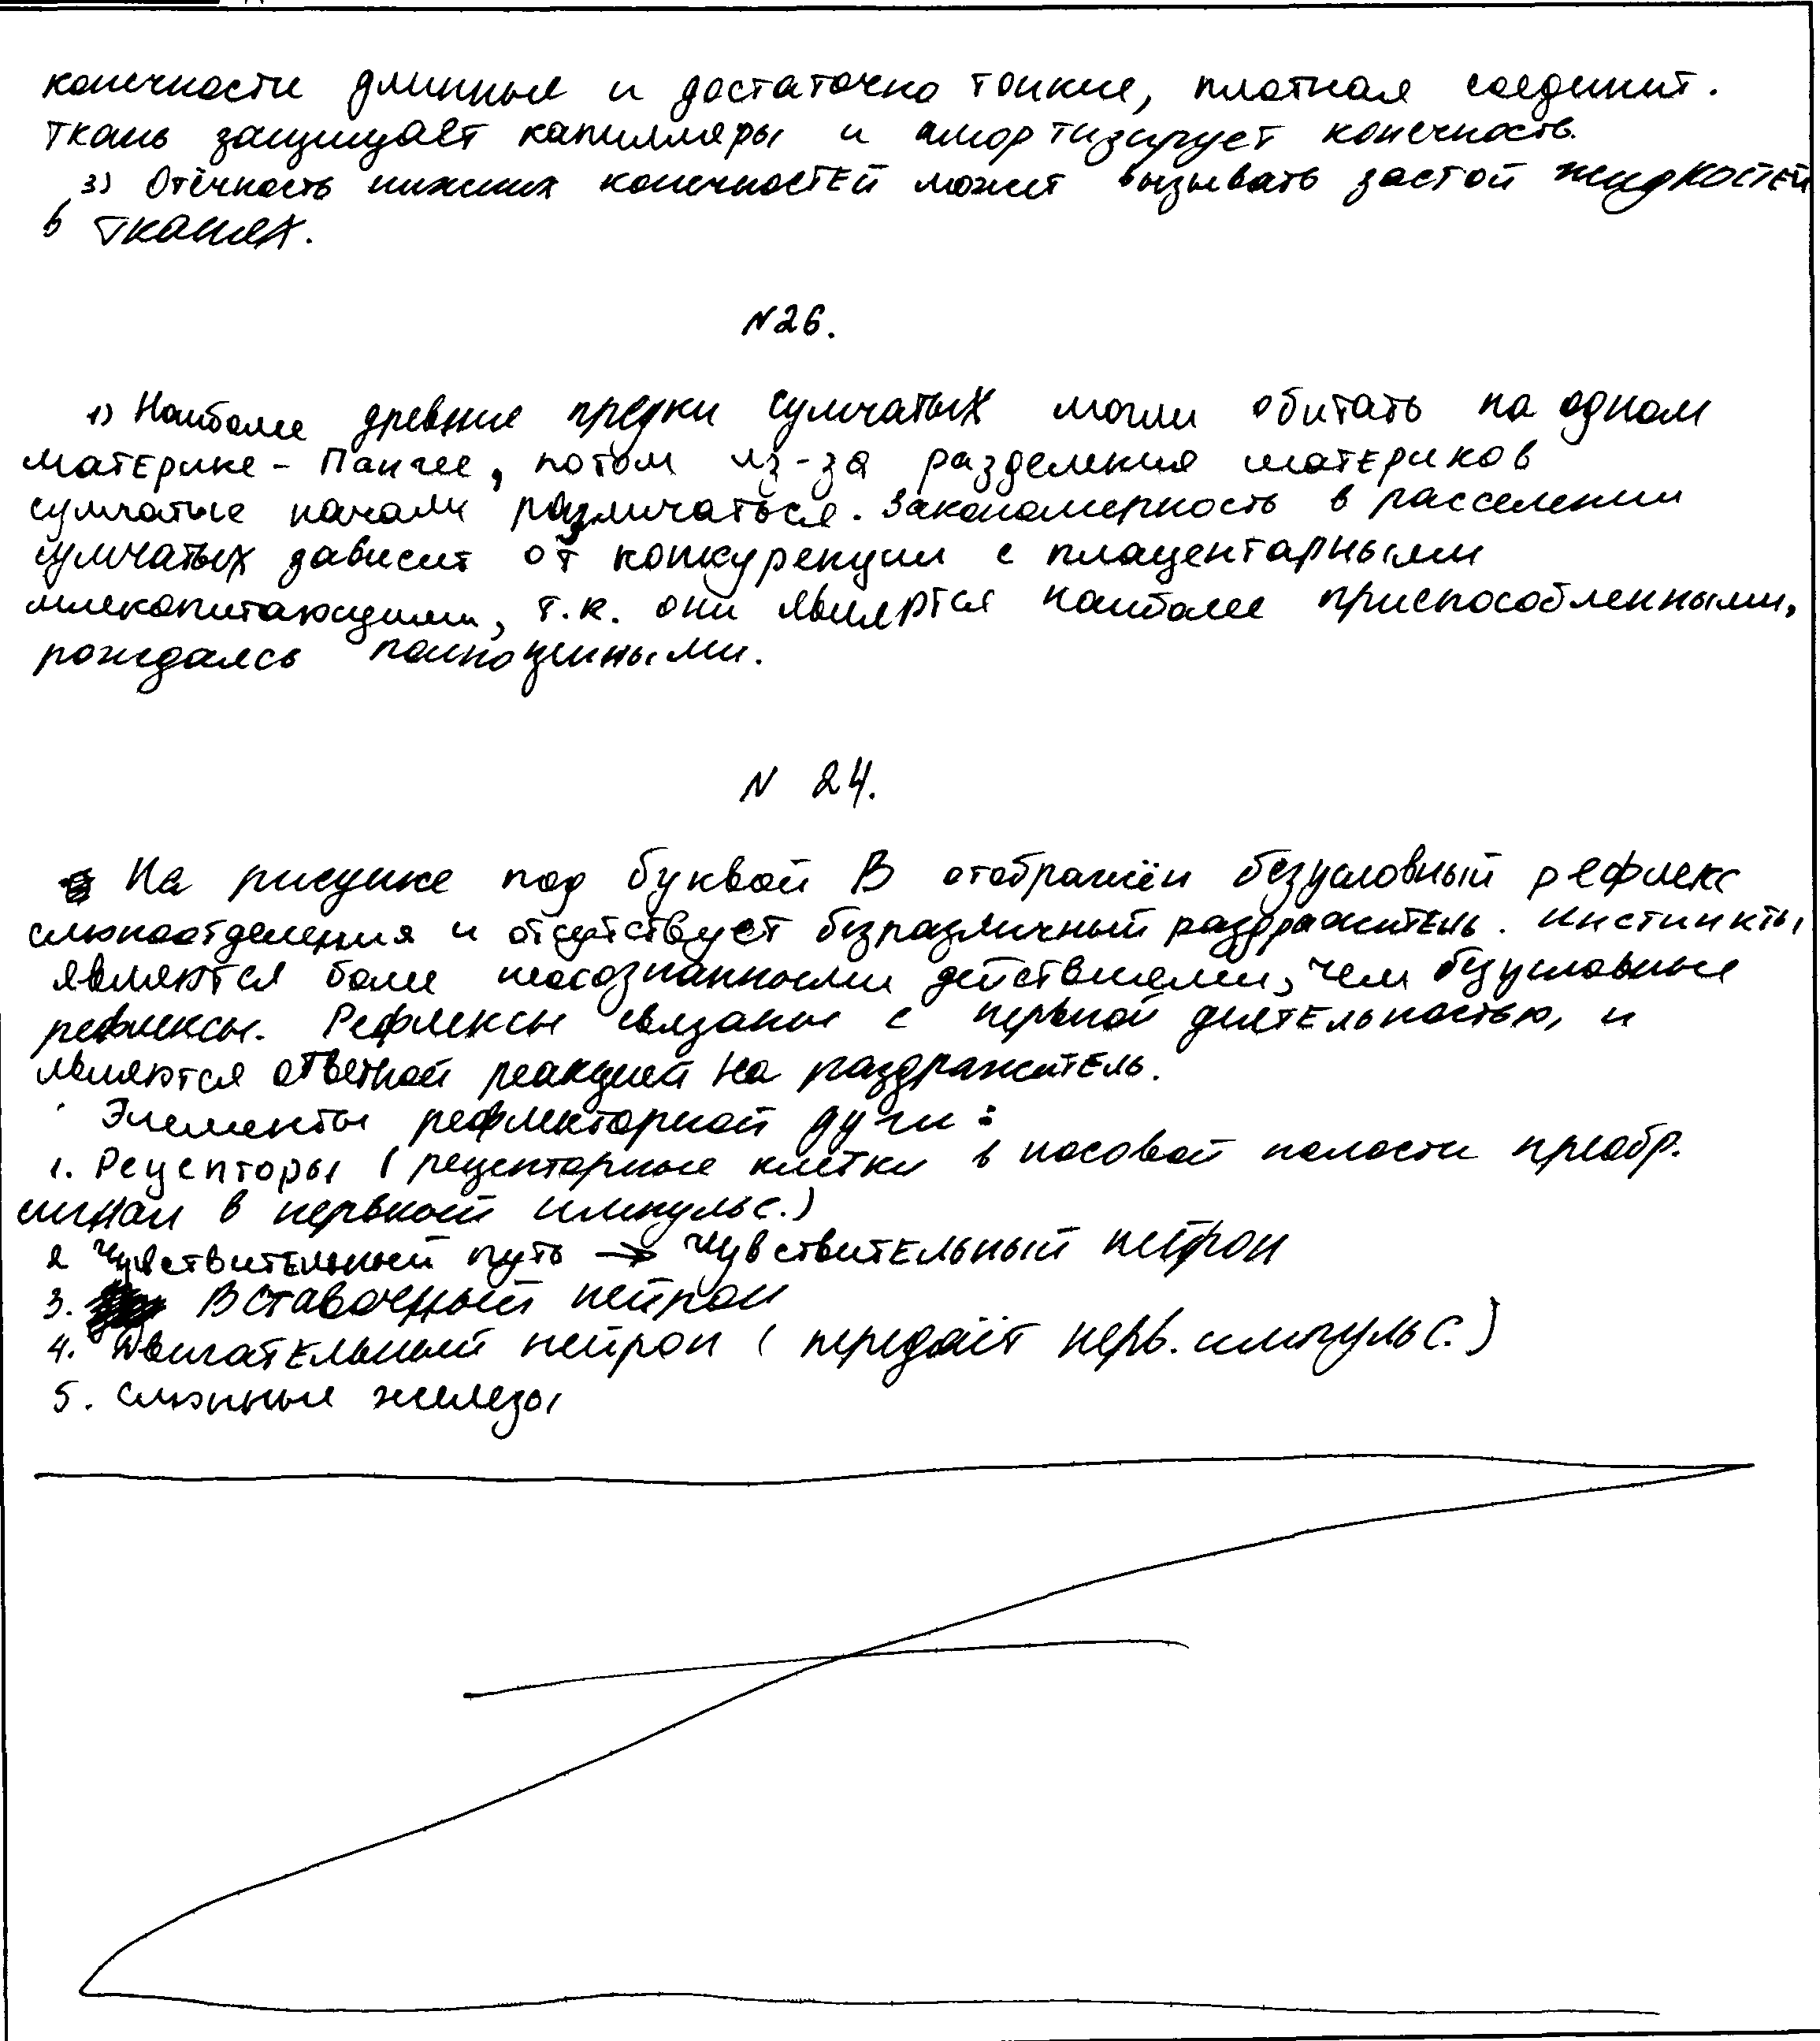 конечности длинные и достаточно тонкие, плотная соединит.
ткань защищает капилляры и амортизирует конечность.
3) Отёчность нижних конечностей может вызывать застой жидкостей
в тканях.
N26.
1) Наиболее древние предки сумчатых могли обитать на одном
материке - Пангее, потом из-за разделения материков
сумчатые начали различаться. Закономерность в расселении
сумчатых зависит от конкуренции с плацентарными
млекопитающими, т.к. они являются наиболее приспособленными,
рождаясь полноценными.
N 24.
На рисунке под буквой В отображён безусловный рефлекс
слюноотделения и отсутствует безразличный раздражитель. Инстинкты
являются более неосознанными действиями, чем безусловные
рефлексы. Рефлексы связаны с нервной деятельностью, и
являются ответной реакцией на раздражитель.
Элементы рефлекторной дуги:
1. Рецепторы (рецепторные клетки в носовой полости преобр.
сигнал в нервный импульс.)
2 Чувствительный путь → Чувствительный нейрон
3. Вставочный нейрон
4. Двигательный нейрон (передаёт нерв. импульс.)
5. Слюнные железы